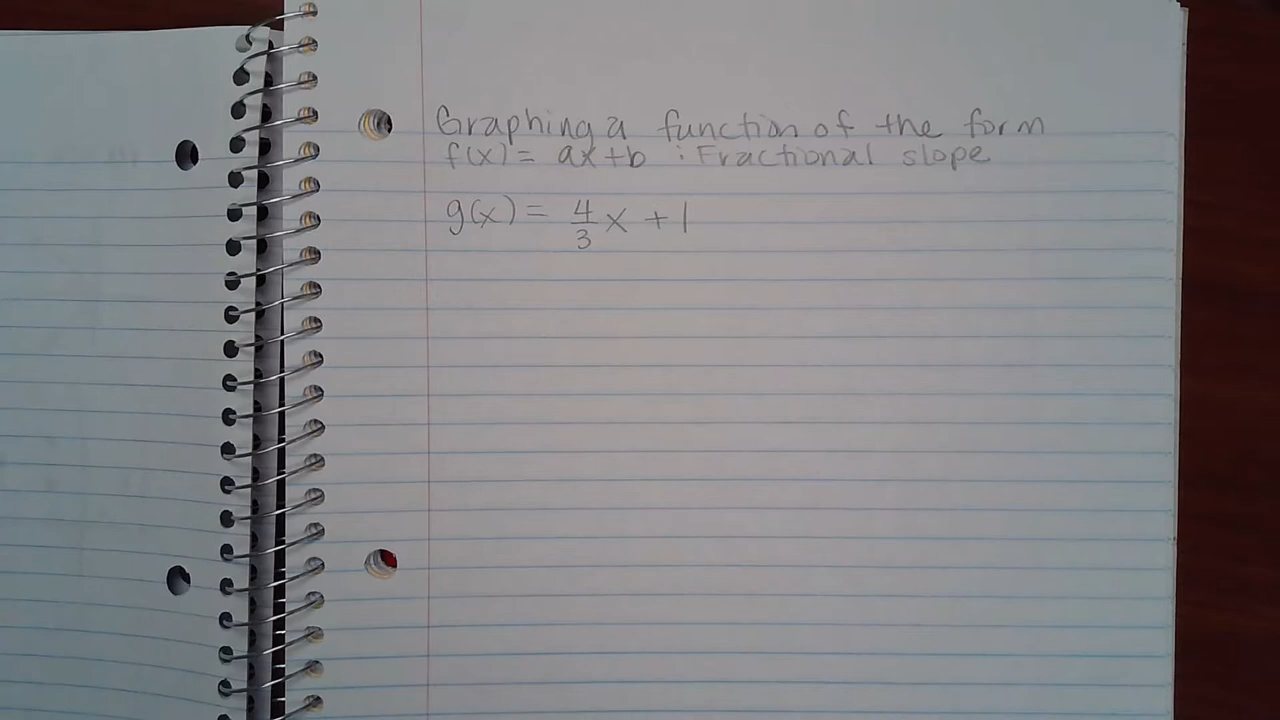 Graphing a function of the form
f(x) = ax+b : Fractional slope
g(x) = 4/3 x + 1